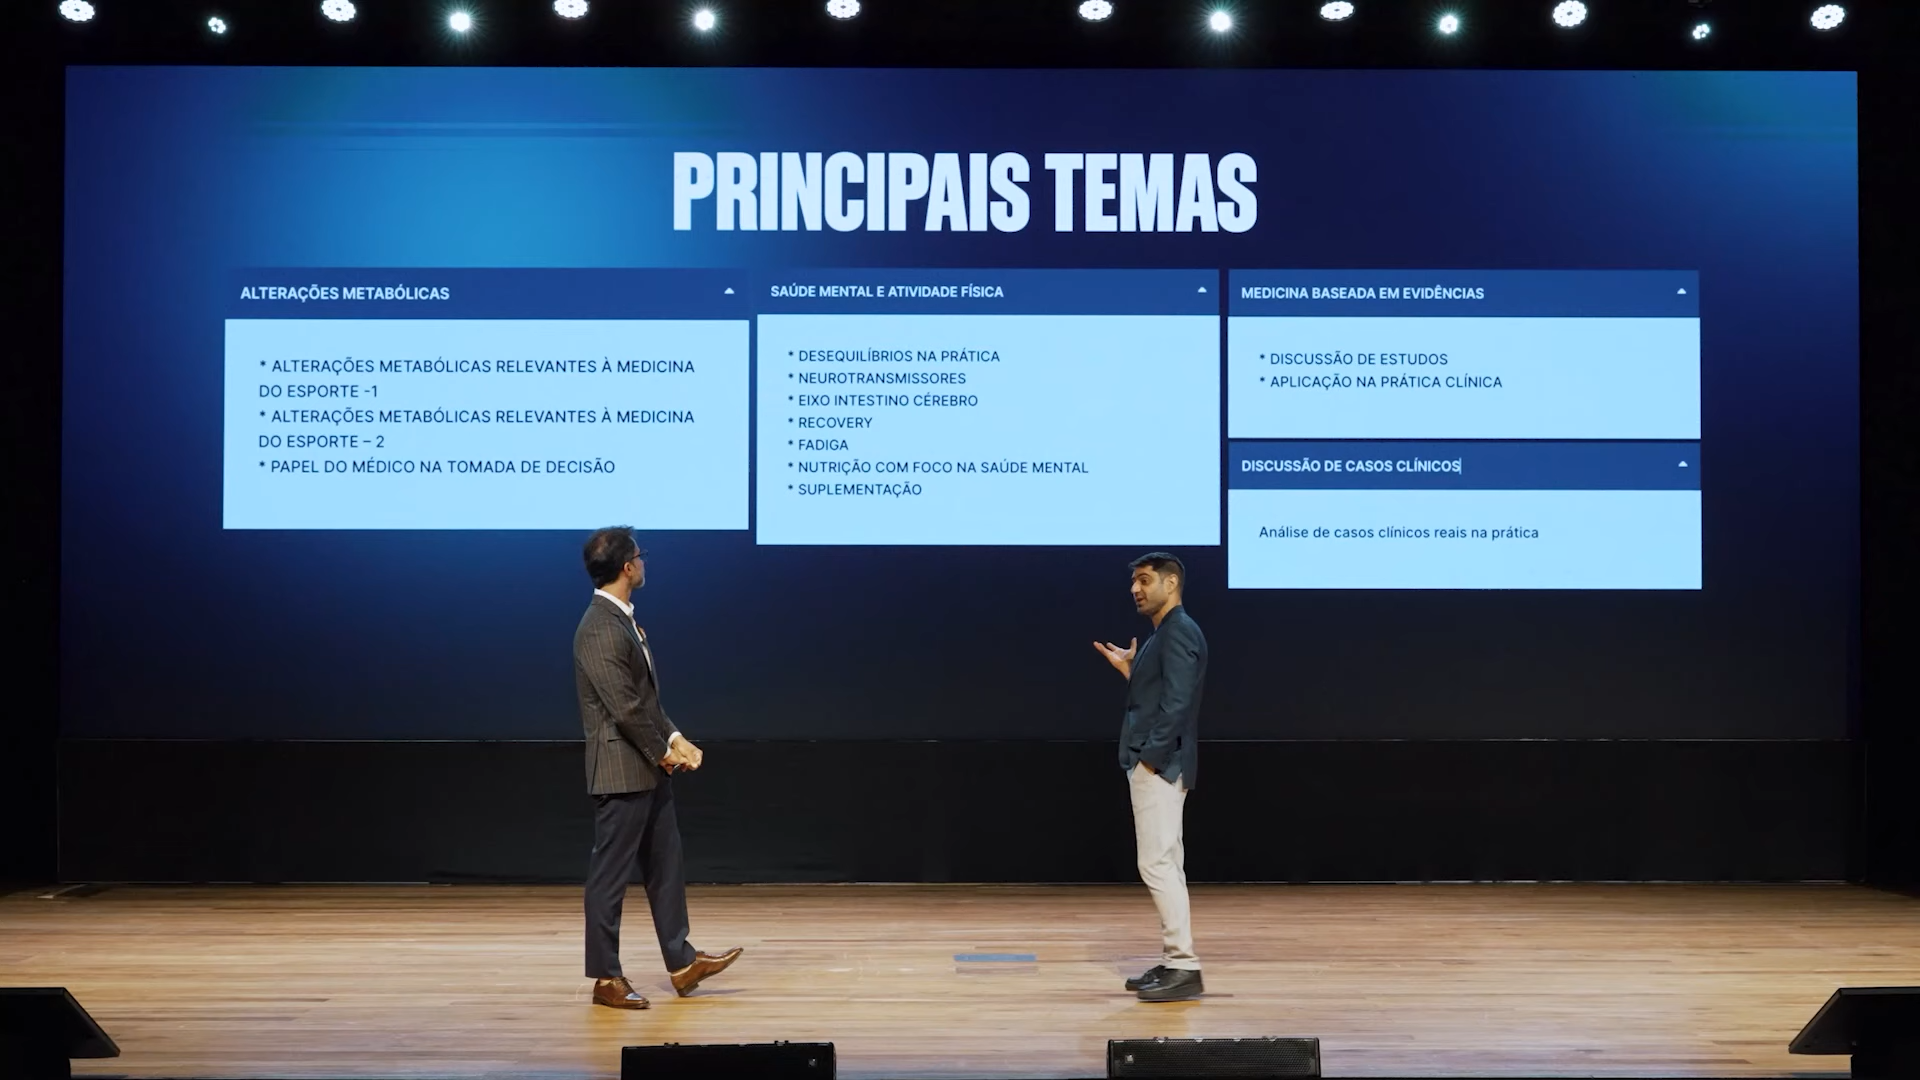 PRINCIPAIS TEMAS
ALTERAÇÕES METABÓLICAS
* ALTERAÇÕES METABÓLICAS RELEVANTES À MEDICINA
DO ESPORTE -1
* ALTERAÇÕES METABÓLICAS RELEVANTES À MEDICINA
DO ESPORTE – 2
* PAPEL DO MÉDICO NA TOMADA DE DECISÃO
SAÚDE MENTAL E ATIVIDADE FÍSICA
* DESEQUILÍBRIOS NA PRÁTICA
* NEUROTRANSMISSORES
* EIXO INTESTINO CÉREBRO
* RECOVERY
* FADIGA
* NUTRIÇÃO COM FOCO NA SAÚDE MENTAL
* SUPLEMENTAÇÃO
MEDICINA BASEADA EM EVIDÊNCIAS
* DISCUSSÃO DE ESTUDOS
* APLICAÇÃO NA PRÁTICA CLÍNICA
DISCUSSÃO DE CASOS CLÍNICOS
Análise de casos clínicos reais na prática